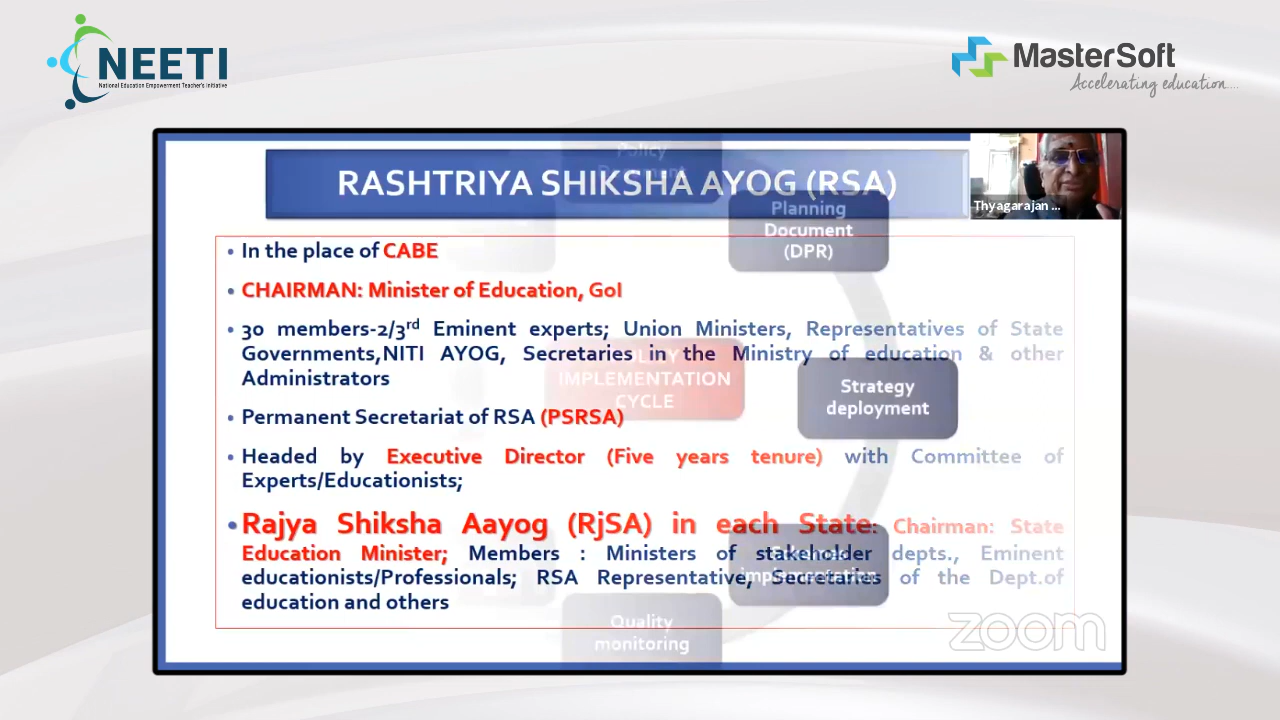 NEETI
National Education Empowerment Teacher's Initiative
MasterSoft
Accelerating education....
RASHTRIYA SHIKSHA AYOG (RSA)
Thyagarajan ...
Policy
Planning
Document
(DPR)
• In the place of CABE
• CHAIRMAN: Minister of Education, GoI
• 30 members-2/3rd Eminent experts; Union Ministers, Representatives of State
Governments,NITI AYOG, Secretaries in the Ministry of education & other
Administrators
IMPLEMENTATION
CYCLE
Strategy
deployment
• Permanent Secretariat of RSA (PSRSA)
• Headed by Executive Director (Five years tenure) with Committee of
Experts/Educationists;
• Rajya Shiksha Aayog (RjSA) in each State: Chairman: State
Education Minister; Members : Ministers of stakeholder depts., Eminent
educationists/Professionals; RSA Representative, Secretaries of the Dept.of
education and others
implementation
Quality
monitoring
zoom